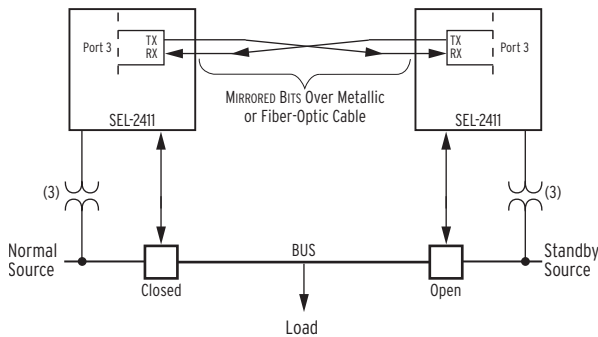 Port 3
TX
RX
TX
RX
Port 3
MIRRORED BITS Over Metallic
or Fiber-Optic Cable
SEL-2411
SEL-2411
(3)
(3)
Normal
Source
BUS
Standby
Source
Closed
Open
Load